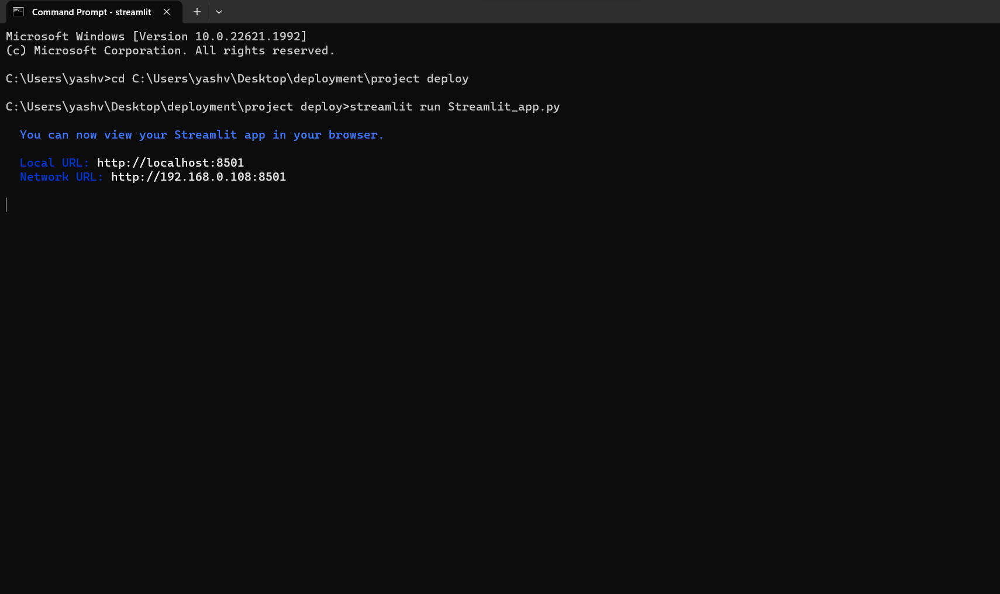 Command Prompt - streamlit
Microsoft Windows [Version 10.0.22621.1992]
(c) Microsoft Corporation. All rights reserved.
C:\Users\yashv>cd C:\Users\yashv\Desktop\deployment\project deploy
C:\Users\yashv\Desktop\deployment\project deploy>streamlit run Streamlit_app.py
You can now view your Streamlit app in your browser.
Local URL: http://localhost:8501
Network URL: http://192.168.0.108:8501